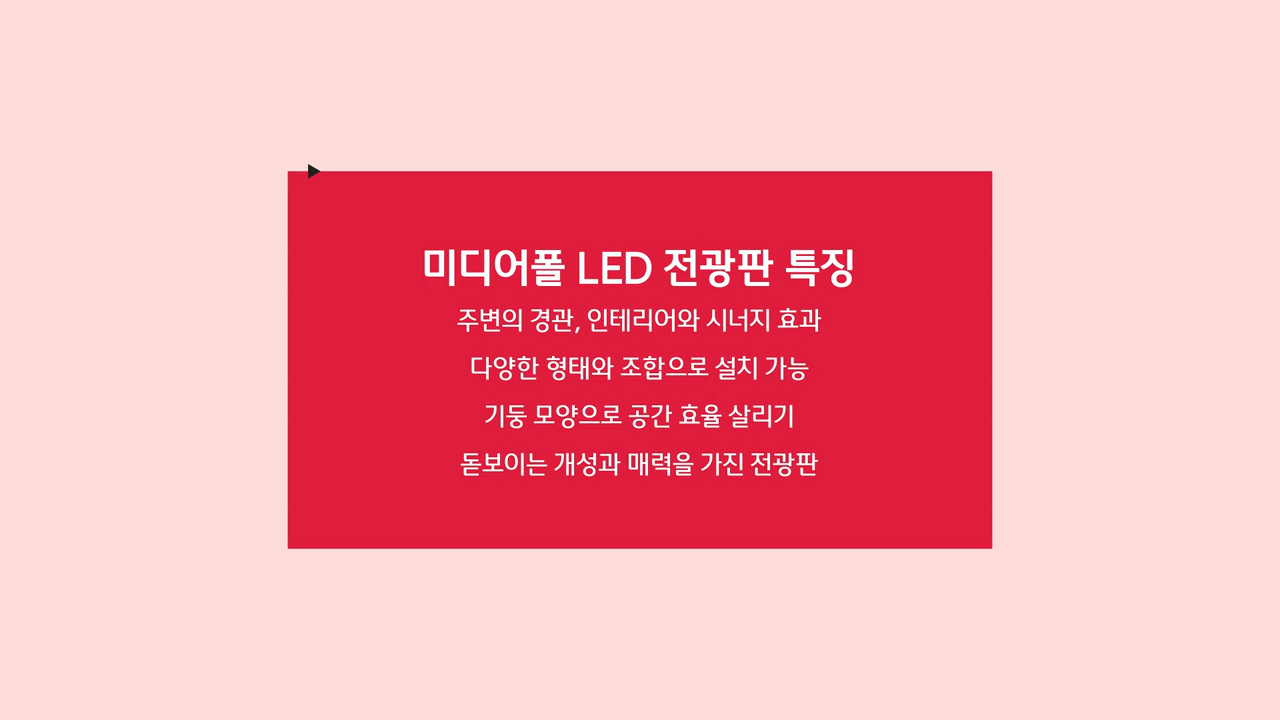 미디어폴 LED 전광판 특징
주변의 경관, 인테리어와 시너지 효과
다양한 형태와 조합으로 설치 가능
기둥 모양으로 공간 효율 살리기
돋보이는 개성과 매력을 가진 전광판